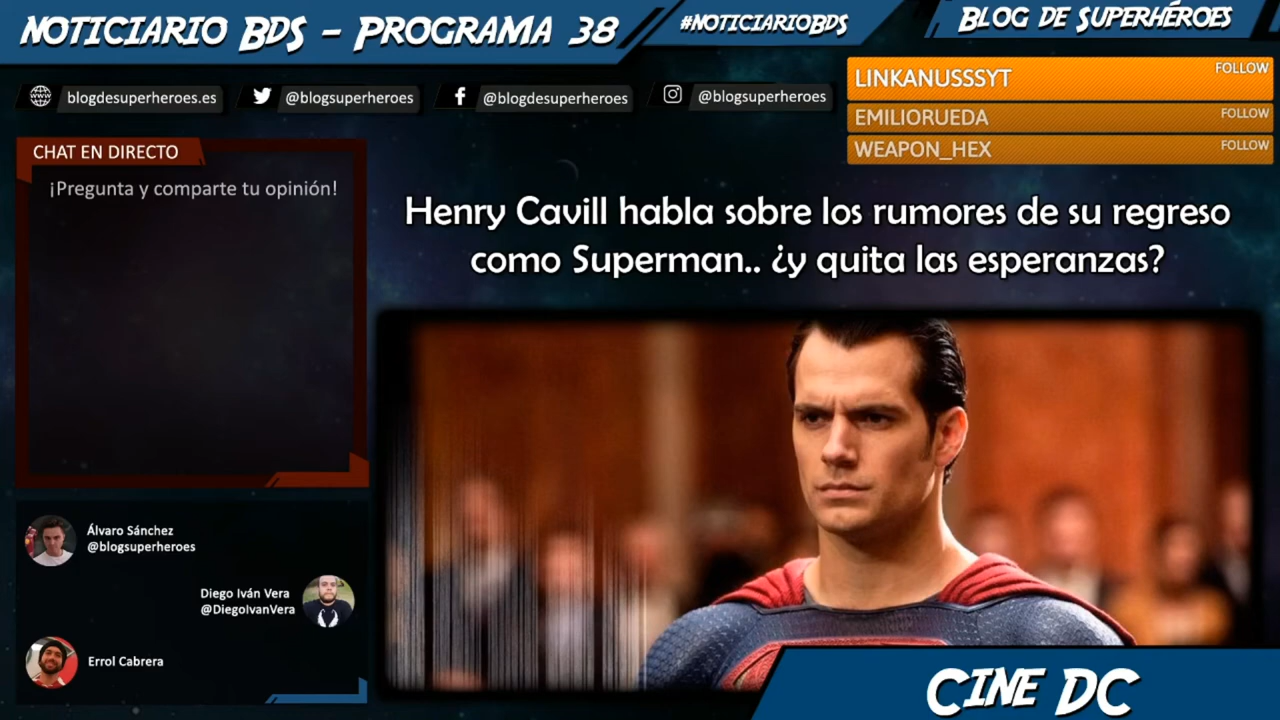 NOTICIARIO BDS - PROGRAMA 38
#NOTICIARIOBDS
BLOG DE SUPERHÉROES
blogdesuperheroes.es
@blogsuperheroes
@blogdesuperheroes
@blogsuperheroes
LINKANUSSSYT
FOLLOW
EMILIORUEDA
FOLLOW
WEAPON_HEX
FOLLOW
CHAT EN DIRECTO
¡Pregunta y comparte tu opinión!
Henry Cavill habla sobre los rumores de su regreso
como Superman.. ¿y quita las esperanzas?
Álvaro Sánchez
@blogsuperheroes
Diego Iván Vera
@DiegoIvanVera
Errol Cabrera
CINE DC